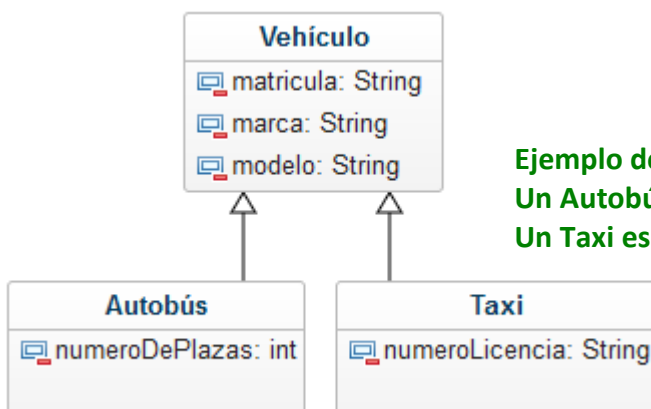 Vehículo
matricula: String
marca: String
modelo: String
Ejemplo de
Un Autobú
Un Taxi es
Autobús
numeroDePlazas: int
Taxi
numeroLicencia: String